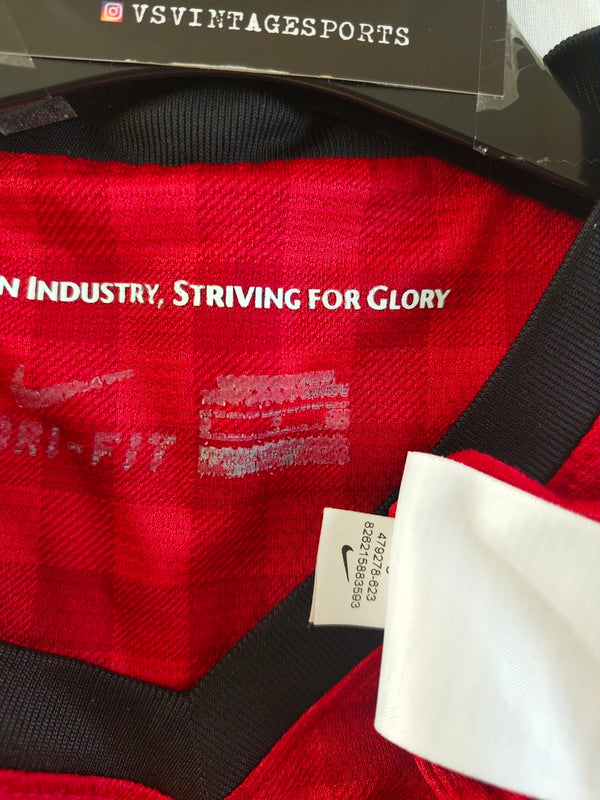 VSVINTAGESPORTS
N INDUSTRY, STRIVING FOR GLORY
DRI-FIT
479278-623
826215883593